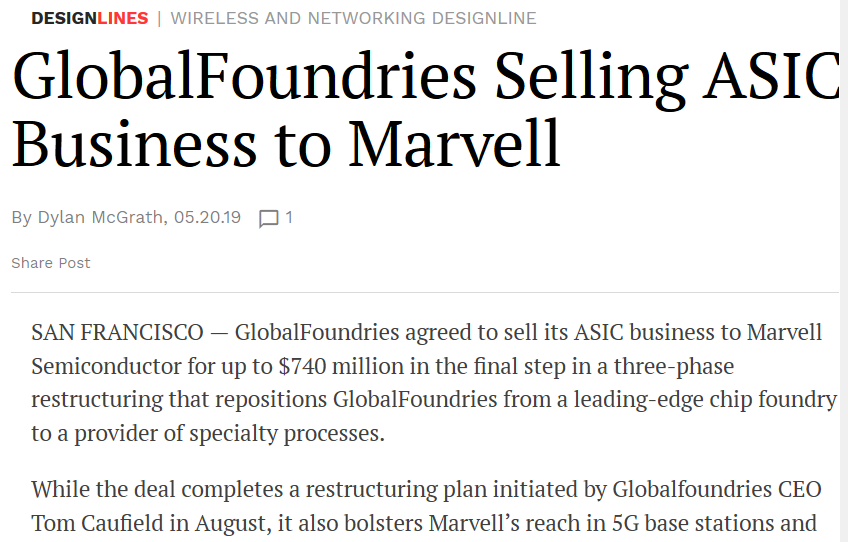 DESIGNLINES | WIRELESS AND NETWORKING DESIGNLINE
GlobalFoundries Selling ASIC
Business to Marvell
By Dylan McGrath, 05.20.19 1
Share Post
SAN FRANCISCO — GlobalFoundries agreed to sell its ASIC business to Marvell
Semiconductor for up to $740 million in the final step in a three-phase
restructuring that repositions GlobalFoundries from a leading-edge chip foundry
to a provider of specialty processes.
While the deal completes a restructuring plan initiated by Globalfoundries CEO
Tom Caufield in August, it also bolsters Marvell’s reach in 5G base stations and